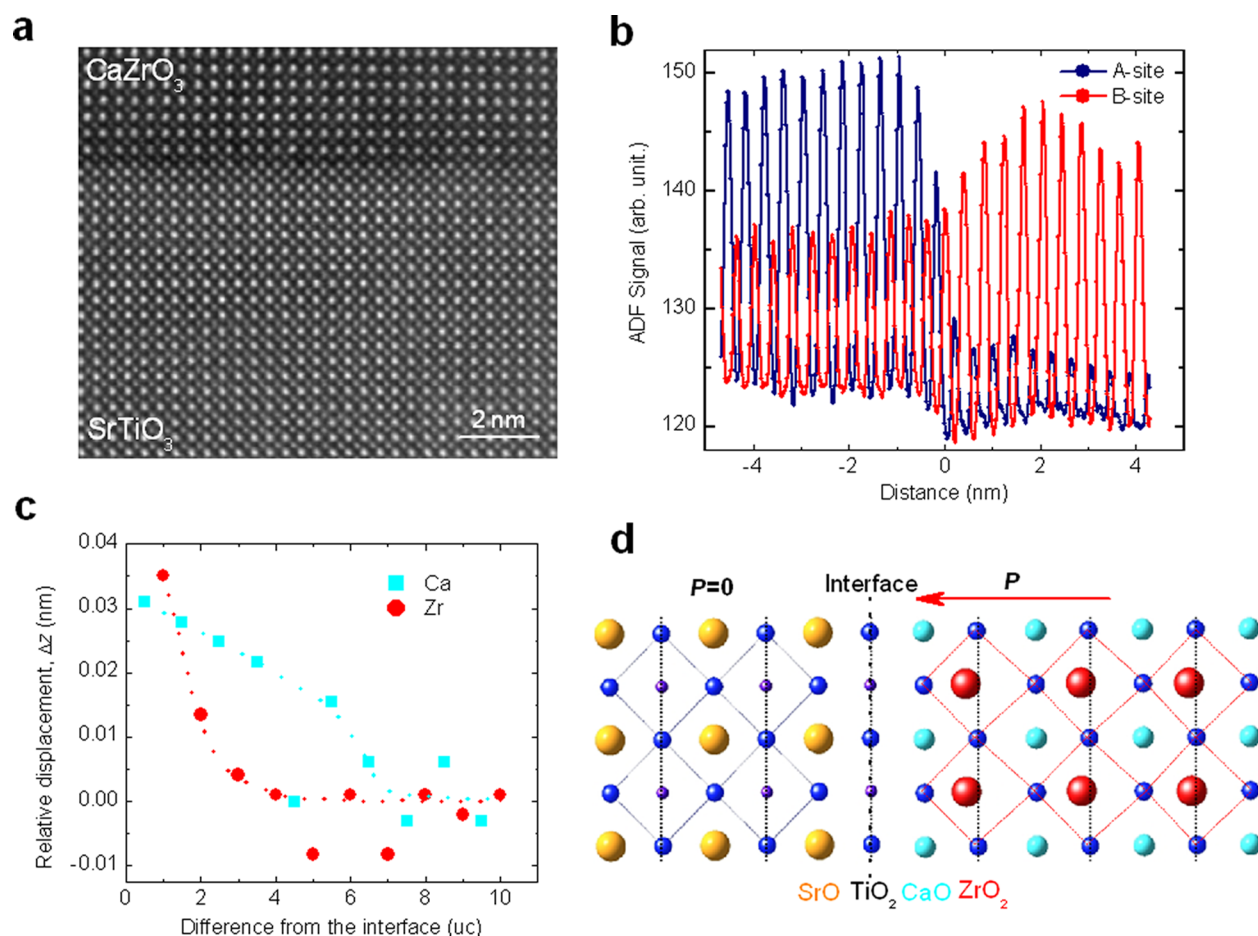 a
CaZrO3
SrTiO3
2 nm
b
150
140
130
120
ADF Signal (arb. unit.)
A-site
B-site
-4
-2
0
2
4
Distance (nm)
c
0.04
0.03
0.02
0.01
0.00
-0.01
Relative displacement, Δz (nm)
Ca
Zr
0
2
4
6
8
10
Difference from the interface (uc)
d
P=0
Interface
P
SrO TiO2 CaO ZrO2